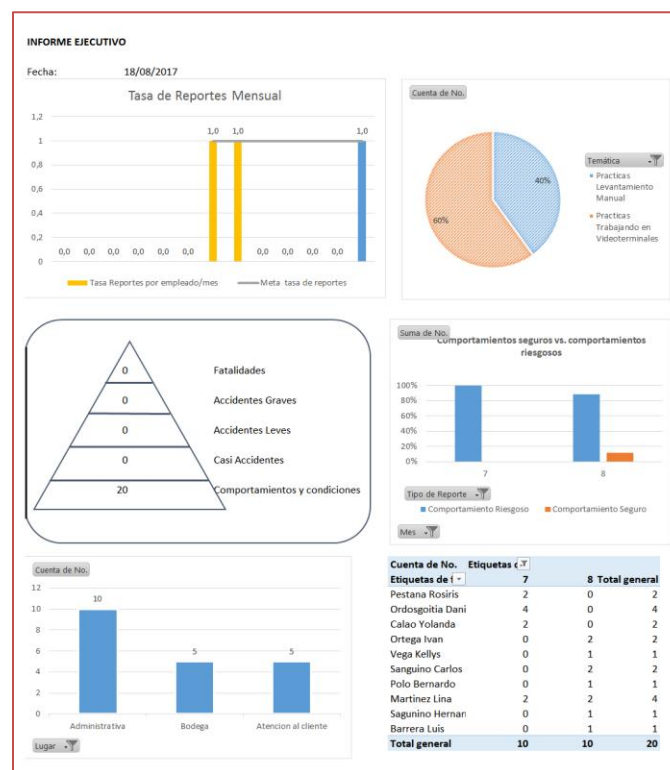 INFORME EJECUTIVO
Fecha: 18/08/2017
Tasa de Reportes Mensual
1,2
1
0,8
0,6
0,4
0,2
0
0,0 0,0 0,0 0,0 0,0 0,0 1,0 1,0 0,0 0,0 0,0 0,0 1,0
Tasa Reportes por empleado/mes Meta tasa de reportes
Cuenta de No.
40%
60%
Temática
Practicas
Levantamiento
Manual
Practicas
Trabajando en
Videoterminales
0 Fatalidades
0 Accidentes Graves
0 Accidentes Leves
0 Casi Accidentes
20 Comportamientos y condiciones
Suma de No.
Comportamientos seguros vs. comportamientos
riesgosos
100%
80%
60%
40%
20%
0%
7 8
Tipo de Reporte
Comportamiento Riesgoso Comportamiento Seguro
Mes
Cuenta de No.
12
10
8
6
4
2
0
10 5 5
Administrativa Bodega Atencion al cliente
Lugar
Cuenta de No. Etiquetas d
Etiquetas de f 7 8 Total general
Pestana Rosiris 2 0 2
Ordosgoitia Dani 4 0 4
Calao Yolanda 2 0 2
Ortega Ivan 0 2 2
Vega Kellys 0 1 1
Sanguino Carlos 0 2 2
Polo Bernardo 0 1 1
Martinez Lina 2 2 4
Sagunino Hernan 0 1 1
Barrera Luis 0 1 1
Total general 10 10 20